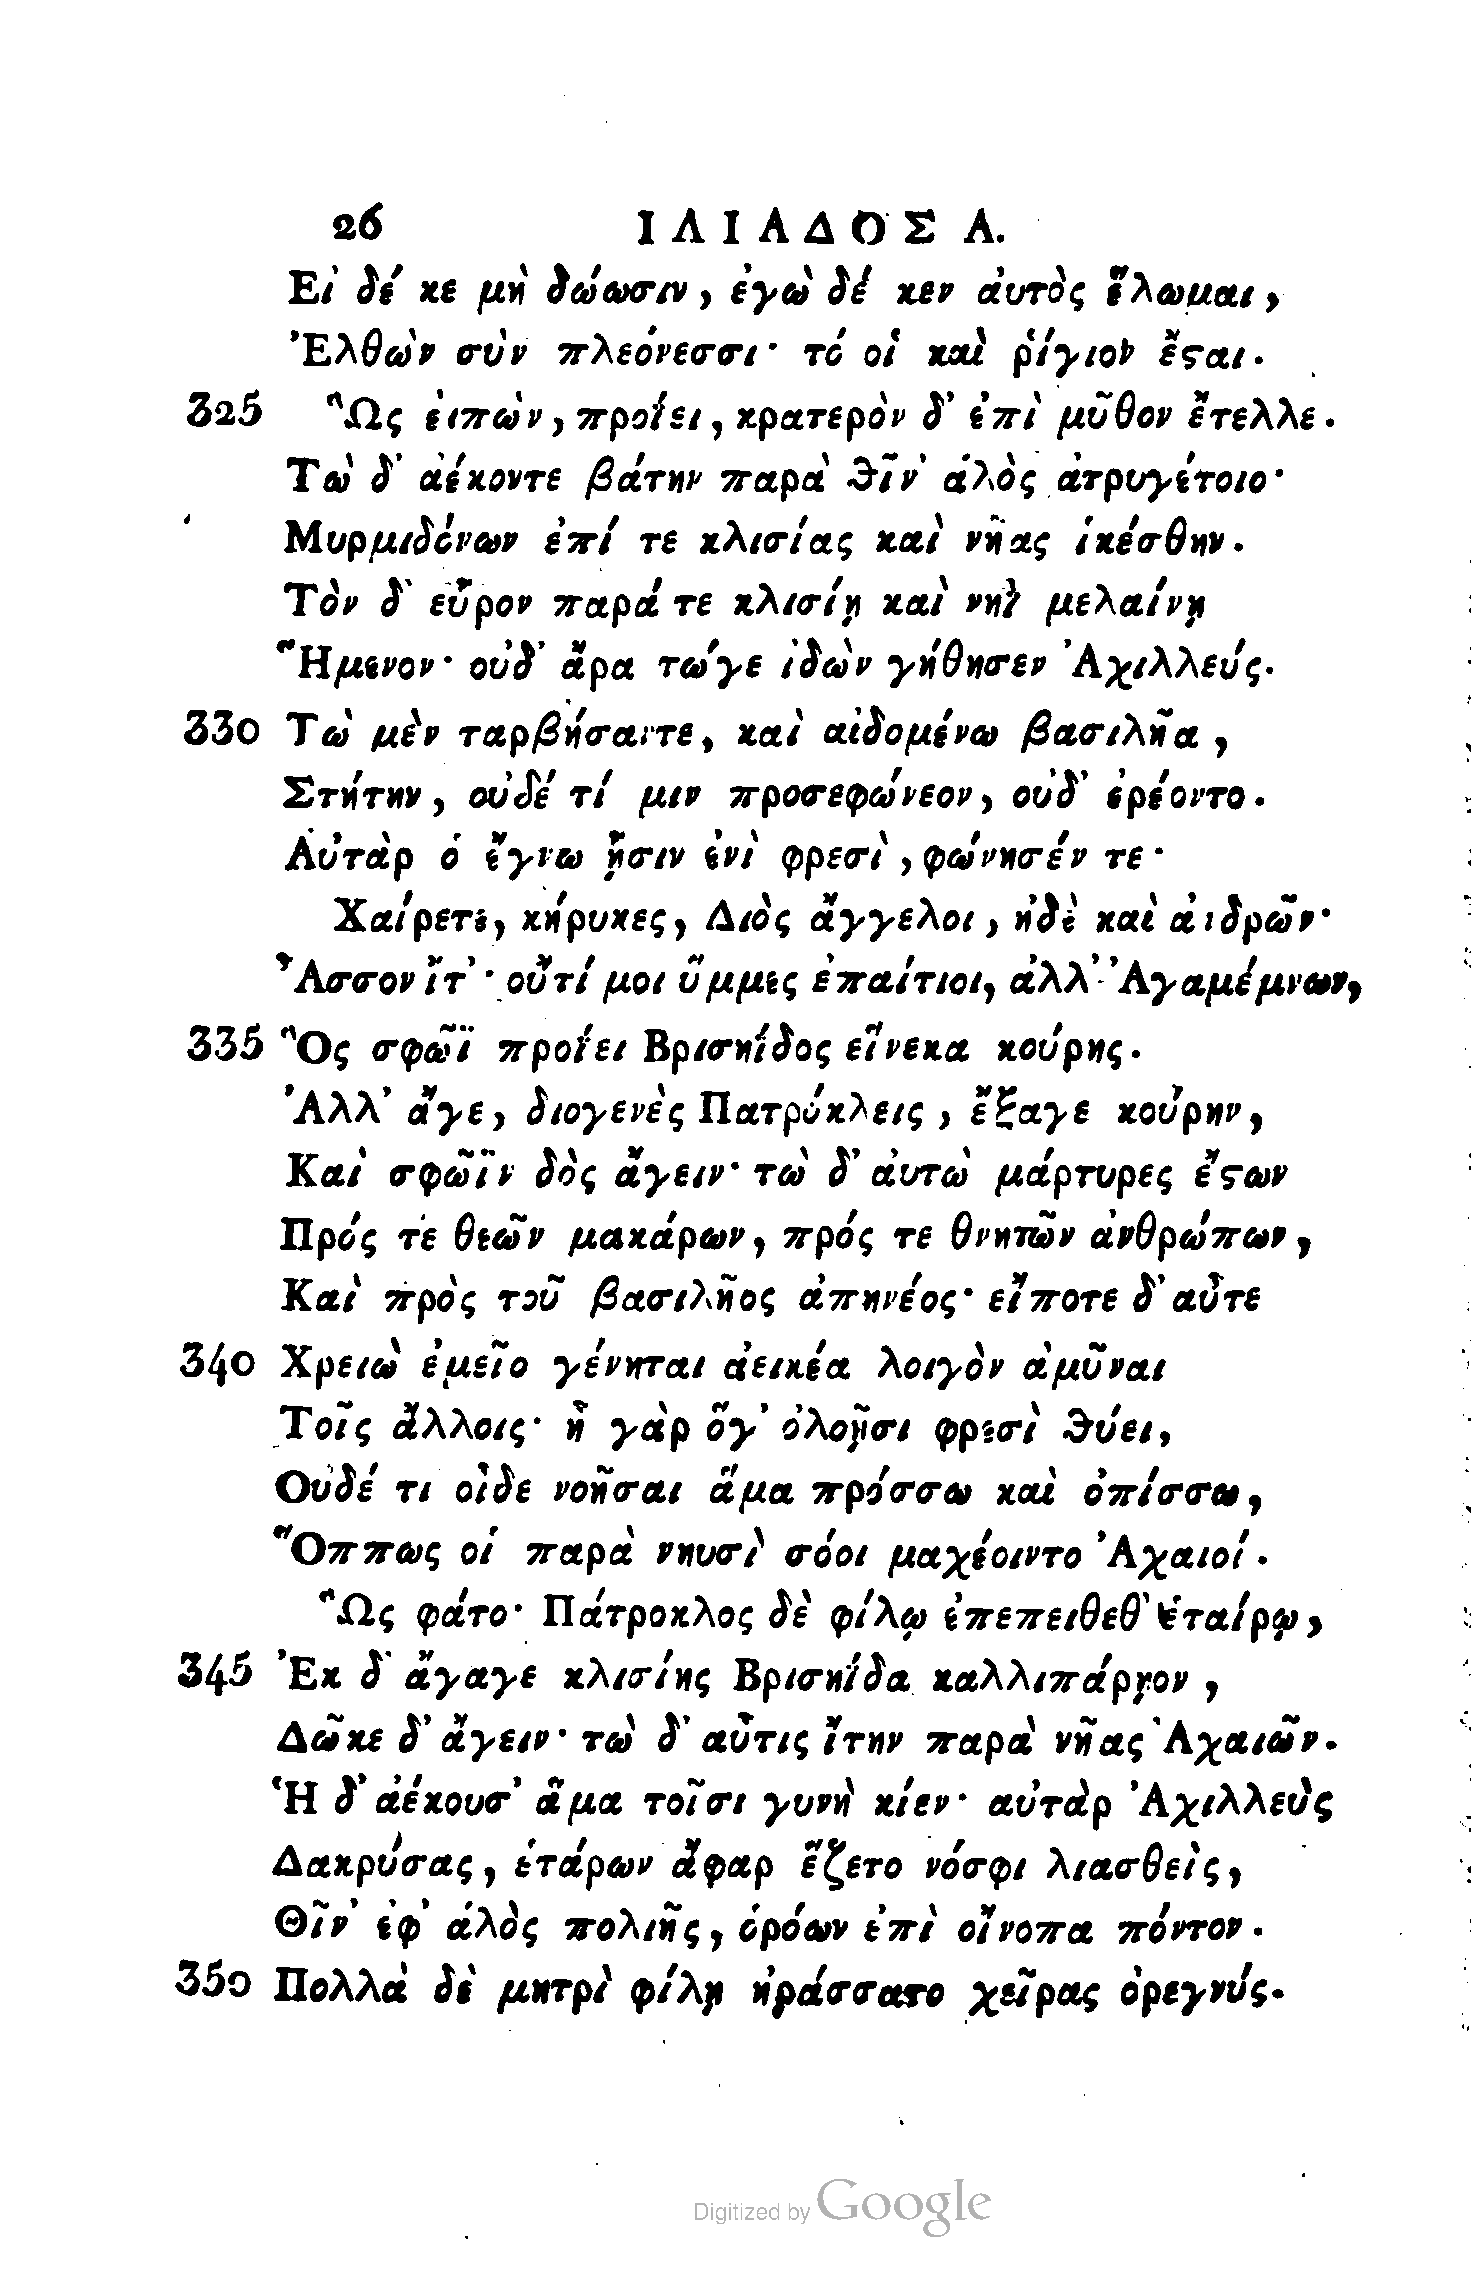 26 ΙΛΙΑΔΟΣ Α.
Εἰ δέ κε μὴ δώωσιν, ἐγὼ δέ κεν ἀυτὸς ἕλωμαι,
Ἐλθὼν σὺν πλεόνεσσι· τό οἱ καὶ ῥίγιον ἔςαι.
325 Ὣς ἐιπὼν, προΐει, κρατερὸν δ' ἐπὶ μῦθον ἔτελλε.
Τὼ δ' ἀέκοντε βάτην παρὰ ϑῖν' ἁλὸς ἀτρυγέτοιο·
Μυρμιδόνων ἐπί τε κλισίας καὶ νῆας ἱκέσθην.
Τὸν δ' εὗρον παρά τε κλισίῃ καὶ νηῒ μελαίνῃ
Ἥμενον· οὐδ' ἄρα τώγε ἰδὼν γήθησεν Ἀχιλλεύς.
330 Τὼ μὲν ταρβήσαντε, καὶ αἰδομένω βασιλῆα,
Στήτην, οὐδέ τί μιν προσεφώνεον, οὐδ' ἐρέοντο.
Αὐτὰρ ὁ ἔγνω ᾗσιν ἐνὶ φρεσὶ, φώνησέν τε·
Χαίρετε, κήρυκες, Διὸς ἄγγελοι, ἠδὲ καὶ ἀιδρῶν·
Ἆσσον ἴτ'· οὔτί μοι ὔμμες ἐπαίτιοι, ἀλλ' Ἀγαμέμνων,
335 Ὃς σφῶϊ προΐει Βρισηΐδος εἵνεκα κούρης.
Ἀλλ' ἄγε, διογενὲς Πατρόκλεις, ἔξαγε κούρην,
Καὶ σφῶϊν δὸς ἄγειν· τὼ δ' ἀυτὼ μάρτυρες ἔςων
Πρός τε θεῶν μακάρων, πρός τε θνητῶν ἀνθρώπων,
Καὶ πρὸς τοῦ βασιλῆος ἀπηνέος· εἴποτε δ' αὖτε
340 Χρειὼ ἐμεῖο γένηται ἀεικέα λοιγὸν ἀμῦναι
Τοῖς ἄλλοις· ἦ γὰρ ὅγ' ὀλοῇσι φρεσὶ ϑύει,
Οὐδέ τι οἶδε νοῆσαι ἅμα πρόσσω καὶ ὀπίσσω,
Ὅππως οἱ παρὰ νηυσὶ σόοι μαχέοιντο Ἀχαιοί.
Ὣς φάτο· Πάτροκλος δὲ φίλῳ ἐπεπειθεθ' ἑταίρῳ,
345 Ἐκ δ' ἄγαγε κλισίης Βρισηΐδα καλλιπάρῃον,
Δῶκε δ' ἄγειν· τὼ δ' αὖτις ἴτην παρὰ νῆας Ἀχαιῶν.
Ἡ δ' ἀέκουσ' ἅμα τοῖσι γυνὴ κίεν· αὐτὰρ Ἀχιλλεὺς
Δακρύσας, ἑτάρων ἄφαρ ἕζετο νόσφι λιασθεὶς,
Θῖν' ἐφ' ἁλὸς πολιῆς, ὁρόων ἐπὶ οἴνοπα πόντον.
350 Πολλὰ δὲ μητρὶ φίλῃ ἠράσσατο χεῖρας ὀρεγνύς.
Digitized by Google